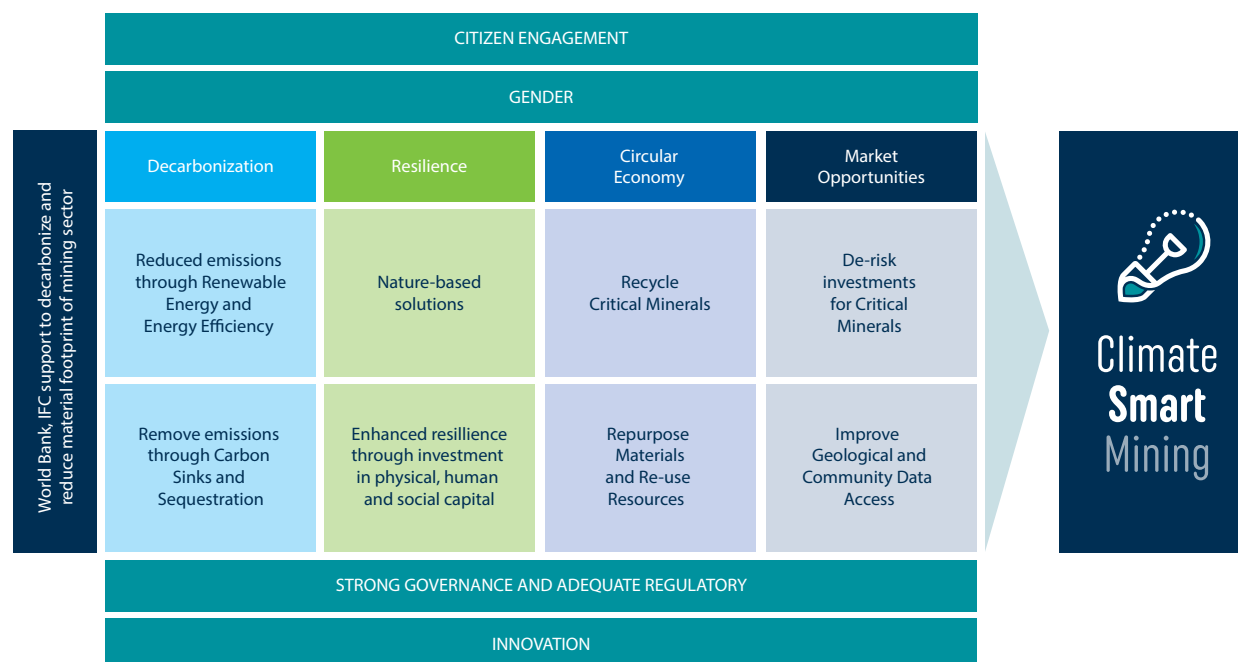 CITIZEN ENGAGEMENT
GENDER
World Bank, IFC support to decarbonize and
reduce material footprint of mining sector
Decarbonization
Resilience
Circular
Economy
Market
Opportunities
Reduced emissions
through Renewable
Energy and
Energy Efficiency
Nature-based
solutions
Recycle
Critical Minerals
De-risk
investments
for Critical
Minerals
Remove emissions
through Carbon
Sinks and
Sequestration
Enhanced resillience
through investment
in physical, human
and social capital
Repurpose
Materials
and Re-use
Resources
Improve
Geological and
Community Data
Access
STRONG GOVERNANCE AND ADEQUATE REGULATORY
INNOVATION
Climate
Smart
Mining